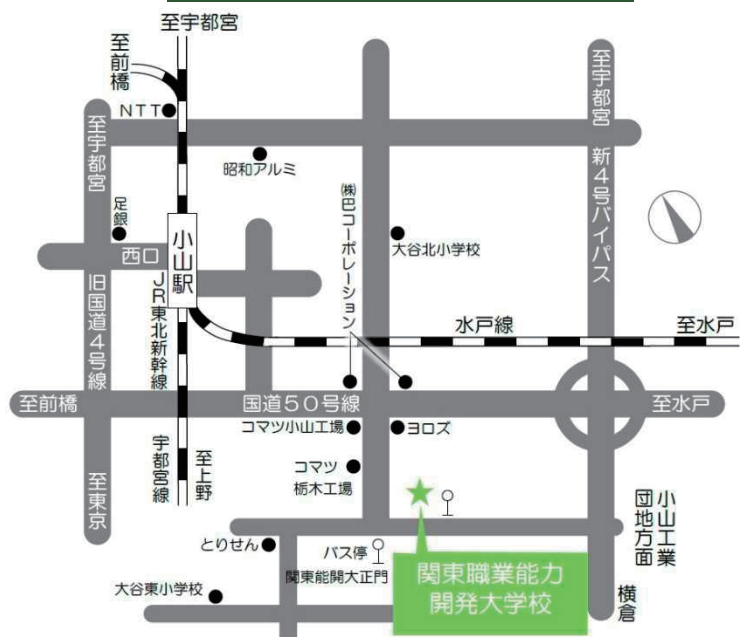 至宇都宮
至前橋
NTT
至宇都宮
昭和アルミ
足銀
㈱巴コーポレーション
大谷北小学校
至宇都宮 新4号バイパス
西口
小山駅
旧国道4号線
JR東北新幹線
水戸線
至水戸
至前橋
国道50号線
至水戸
コマツ小山工場
ヨロズ
宇都宮線
至上野
コマツ
栃木工場
至東京
小山工業
団地方面
とりせん
バス停
関東能開大正門
関東職業能力
開発大学校
大谷東小学校
横倉